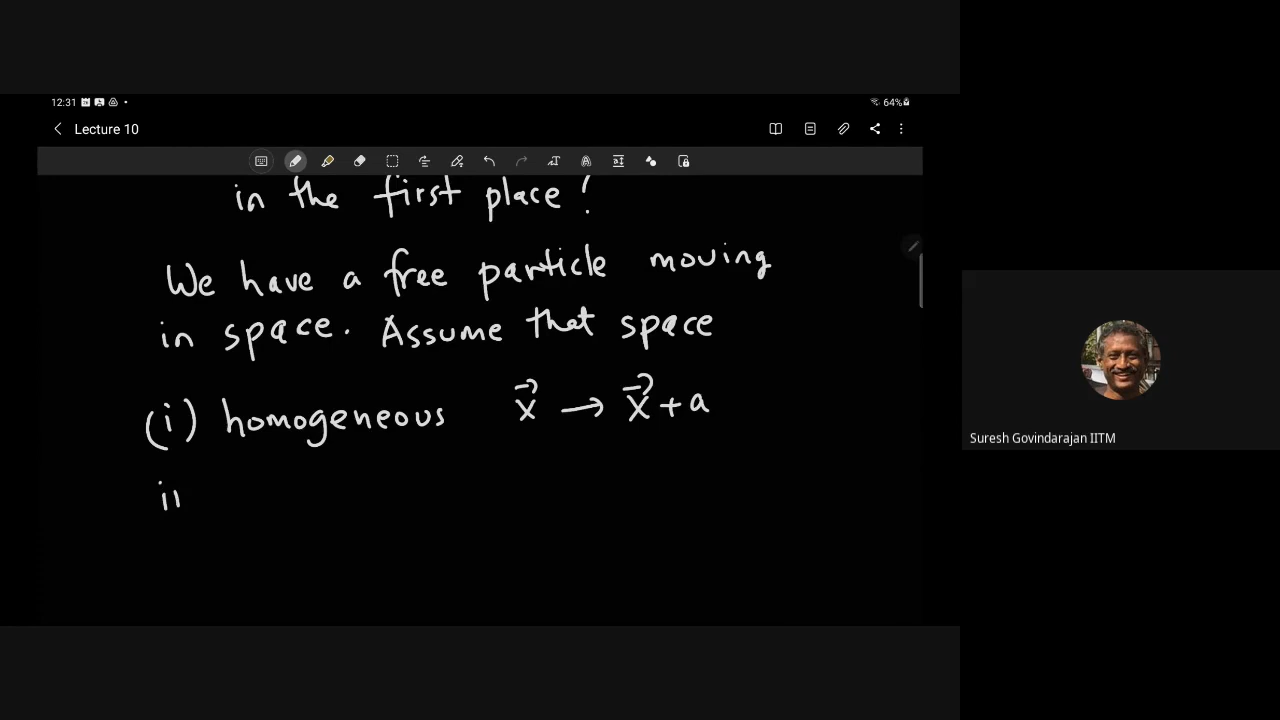 12:31
64%
Lecture 10
in the first place?
We have a free particle moving
in space. Assume that space
(i) homogeneous x⃗ → x⃗ + a
ii
Suresh Govindarajan IITM